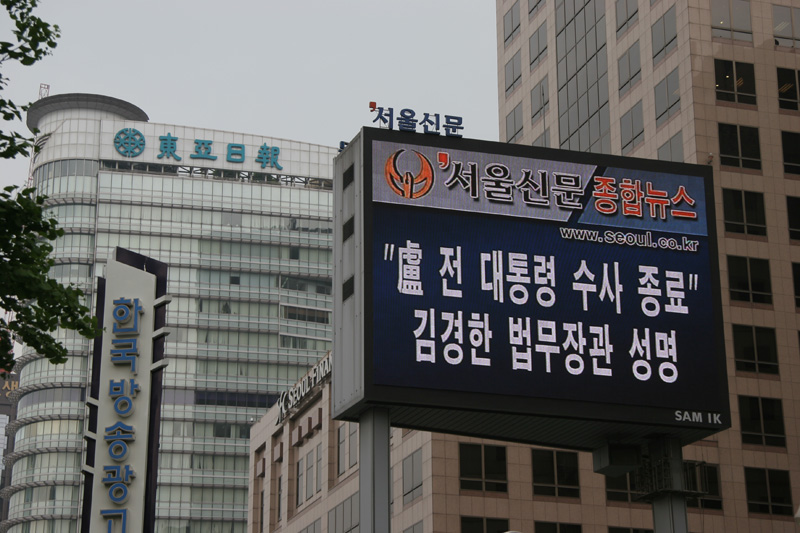 東亞日報
'서울신문
'서울신문 종합뉴스
www.seoul.co.kr
"盧 전 대통령 수사 종료"
김경한 법무장관 성명
SAM IK
한국방송광고
SEOUL FINAN